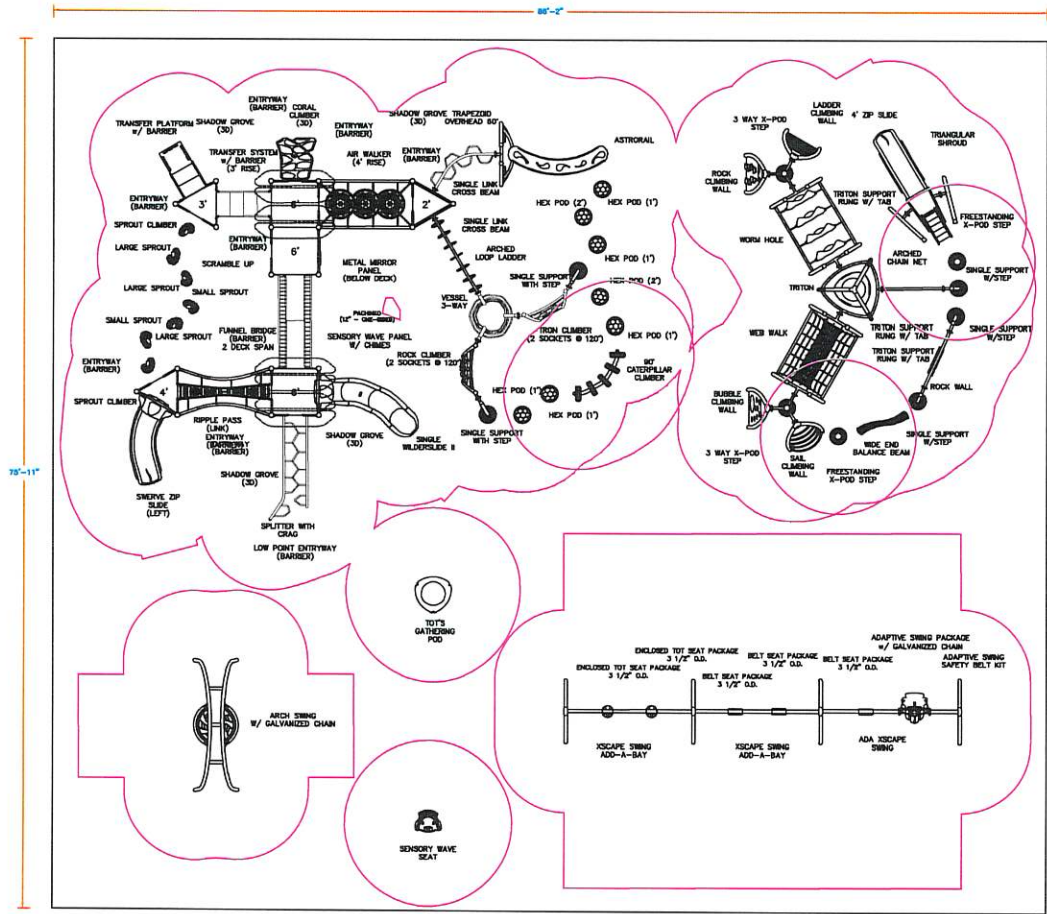 86'-2"
75'-11"
ENTRYWAY
(BARRIER)
CORAL
CLIMBER
(3D)
TRANSFER PLATFORM
w/ BARRIER
SHADOW GROVE
(3D)
ENTRYWAY
(BARRIER)
TRANSFER SYSTEM
w/ BARRIER
(3' RISE)
AIR WALKER
(4' RISE)
SHADOW GROVE
(3D)
TRAPEZOID
OVERHEAD 60"
ENTRYWAY
(BARRIER)
ASTRORAIL
SINGLE LINK
CROSS BEAM
HEX POD (2")
HEX POD (1")
ENTRYWAY
(BARRIER)
3'
6'
2'
SPROUT CLIMBER
SINGLE LINK
CROSS BEAM
LARGE SPROUT
SCRAMBLE UP
ENTRYWAY
(BARRIER)
6'
METAL MIRROR
PANEL
(BELOW DECK)
ARCHED
LOOP LADDER
HEX POD (1")
SINGLE SUPPORT
WITH STEP
HEX POD (2")
LARGE SPROUT
SMALL SPROUT
VESSEL
3-WAY
SMALL SPROUT
LARGE SPROUT
FUNNEL BRIDGE
(BARRIER)
2 DECK SPAN
SENSORY WAVE PANEL
W/ CHIMES
TRON CLIMBER
(2 SOCKETS @ 120°)
HEX POD (1")
ROCK CLIMBER
(2 SOCKETS @ 120°)
ENTRYWAY
(BARRIER)
90°
CATERPILLAR
CLIMBER
SPROUT CLIMBER
4'
6'
HEX POD (1")
HEX POD (1")
RIPPLE PASS
(LINK)
ENTRYWAY
(BARRIER)
SHADOW GROVE
(3D)
SINGLE
WILDERSLIDE II
SINGLE SUPPORT
WITH STEP
SHADOW GROVE
(3D)
SWERVE ZIP
SLIDE
(LEFT)
SPLITTER WITH
CRAG
LOW POINT ENTRYWAY
(BARRIER)
LADDER
CLIMBING
WALL
4' ZIP SLIDE
3 WAY X-POD
STEP
TRIANGULAR
SHROUD
ROCK
CLIMBING
WALL
TRITON SUPPORT
RUNG W/ TAB
FREESTANDING
X-POD STEP
WORM HOLE
ARCHED
CHAIN NET
SINGLE SUPPORT
W/STEP
TRITON
WEB WALK
TRITON SUPPORT
RUNG W/ TAB
SINGLE SUPPORT
W/STEP
TRITON SUPPORT
RUNG W/ TAB
ROCK WALL
BUBBLE
CLIMBING
WALL
SINGLE SUPPORT
W/STEP
WIDE END
BALANCE BEAM
3 WAY X-POD
STEP
SAIL
CLIMBING
WALL
FREESTANDING
X-POD STEP
TOT'S
GATHERING
POD
ARCH SWING
W/ GALVANIZED CHAIN
SENSORY WAVE
SEAT
ADAPTIVE SWING PACKAGE
w/ GALVANIZED CHAIN
ENCLOSED TOT SEAT PACKAGE
3 1/2" O.D.
BELT SEAT PACKAGE
3 1/2" O.D.
BELT SEAT PACKAGE
3 1/2" O.D.
ADAPTIVE SWING
SAFETY BELT KIT
ENCLOSED TOT SEAT PACKAGE
3 1/2" O.D.
BELT SEAT PACKAGE
3 1/2" O.D.
XSCAPE SWING
ADD-A-BAY
XSCAPE SWING
ADD-A-BAY
ADA XSCAPE
SWING